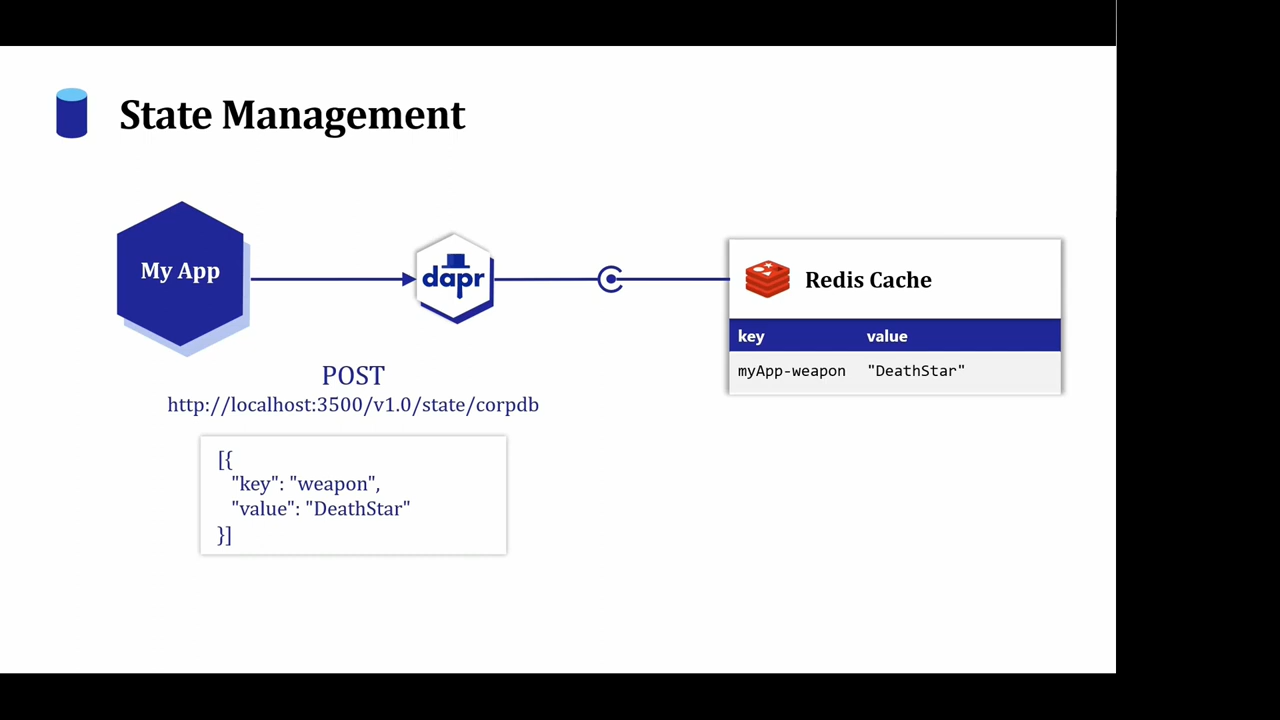 State Management
My App
dapr
Redis Cache
key value
myApp-weapon "DeathStar"
POST
http://localhost:3500/v1.0/state/corpdb
[{
"key": "weapon",
"value": "DeathStar"
}]